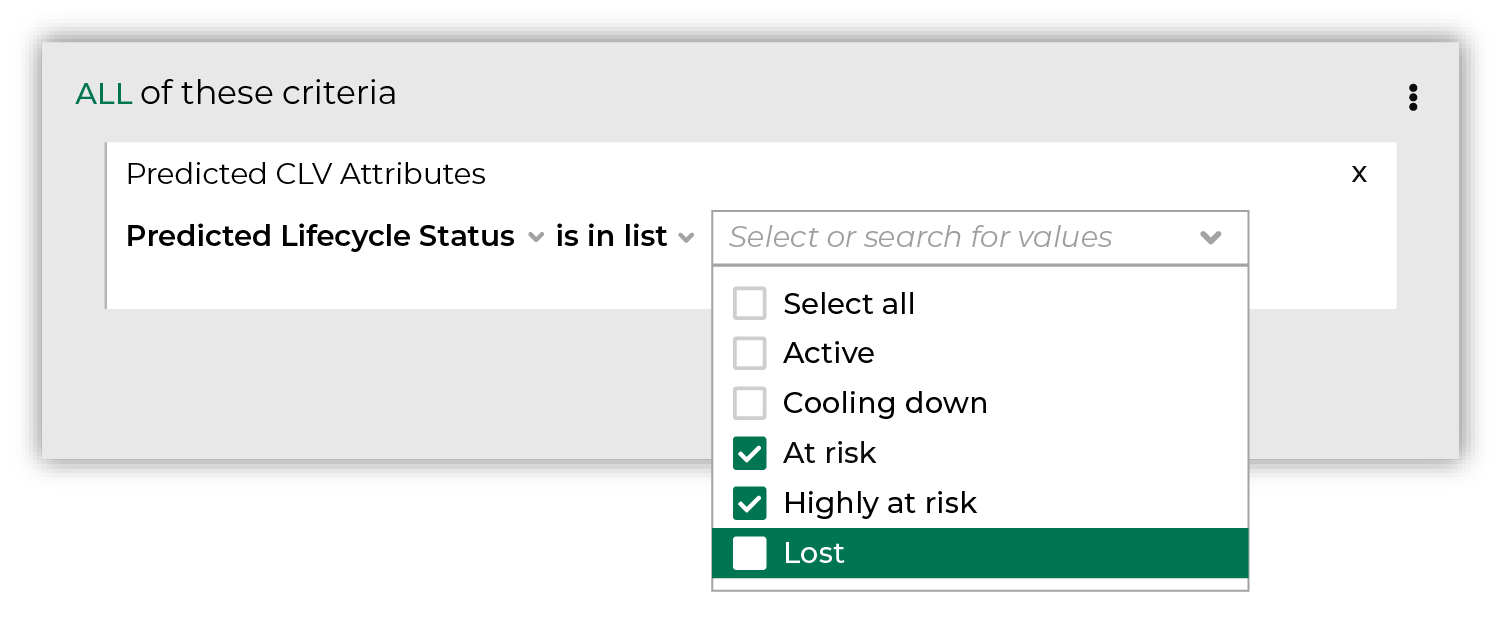 ALL of these criteria
Predicted CLV Attributes
x
Predicted Lifecycle Status is in list Select or search for values
Select all
Active
Cooling down
At risk
Highly at risk
Lost